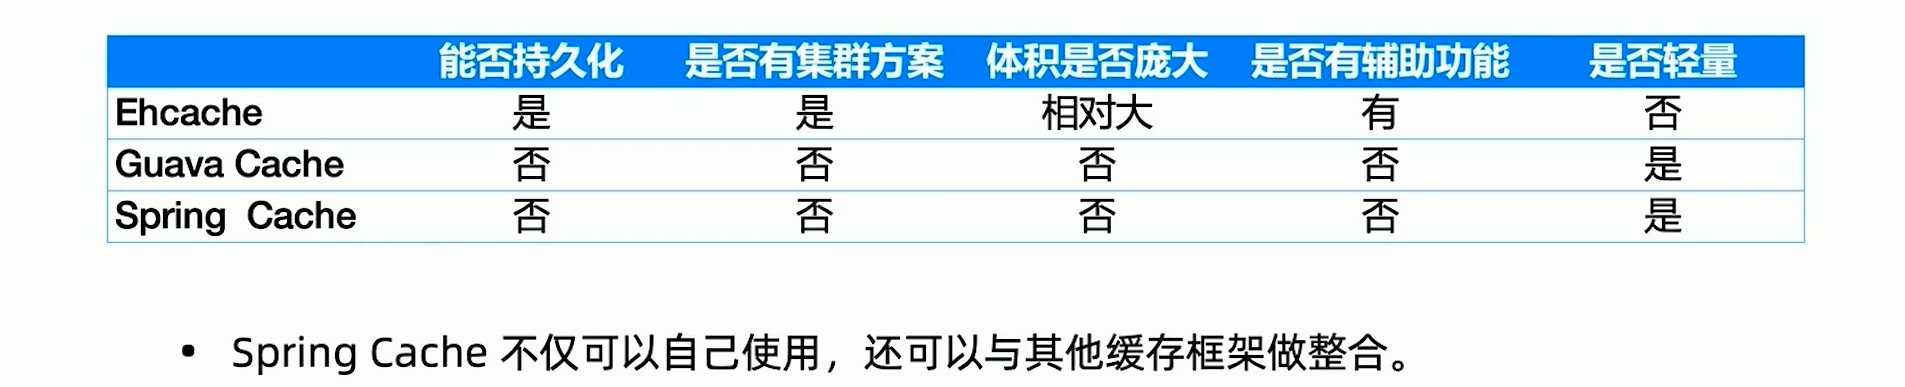 能否持久化 是否有集群方案 体积是否庞大 是否有辅助功能 是否轻量
Ehcache 是 是 相对大 有 否
Guava Cache 否 否 否 否 是
Spring Cache 否 否 否 否 是
• Spring Cache 不仅可以自己使用，还可以与其他缓存框架做整合。